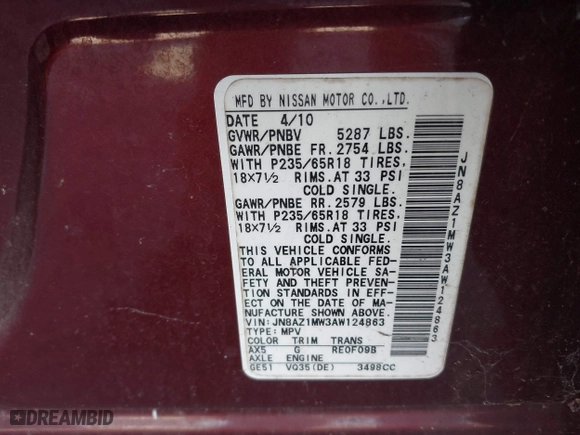 MFD BY NISSAN MOTOR CO.,LTD.
DATE 4/10
GVWR/PNBV 5287 LBS.
GAWR/PNBE FR. 2754 LBS.
WITH P235/65R18 TIRES,
18X7½ RIMS.AT 33 PSI
COLD SINGLE.
GAWR/PNBE RR. 2579 LBS.
WITH P235/65R18 TIRES,
18X7½ RIMS.AT 33 PSI
COLD SINGLE.
THIS VEHICLE CONFORMS
TO ALL APPLICABLE FED-
ERAL MOTOR VEHICLE SA-
FETY AND THEFT PREVEN-
TION STANDARDS IN EFF-
ECT ON THE DATE OF MA-
NUFACTURE SHOWN ABOVE.
VIN:JN8AZ1MW3AW124863
TYPE:MPV
COLOR TRIM TRANS
AX5 G RE0F09B
AXLE ENGINE
GE51 VQ35(DE) 3498CC
JN8AZ1MW3AW124863
DREAMBID